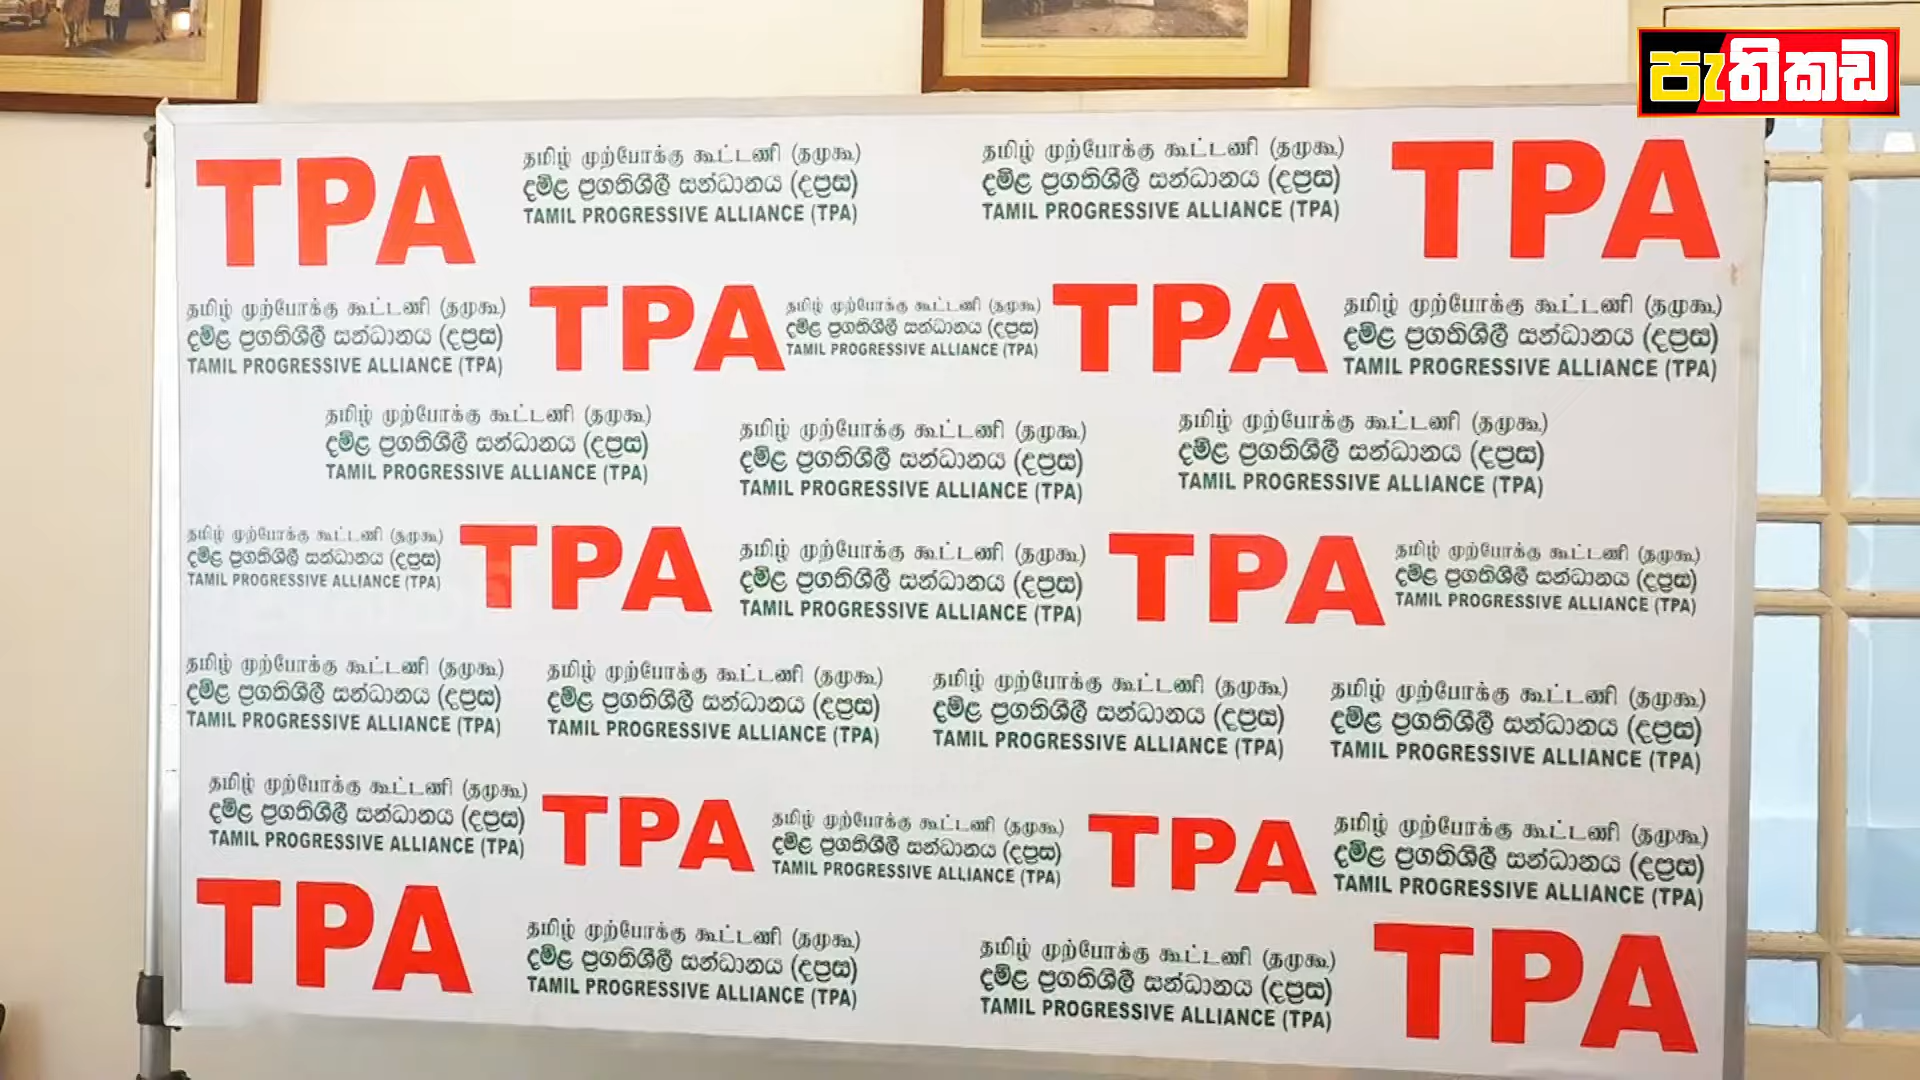 පැතිකඩ
TPA
தமிழ் முற்போக்கு கூட்டணி (தமுகூ)
දමිළ ප්‍රගතිශීලී සන්ධානය (දප්‍රස)
TAMIL PROGRESSIVE ALLIANCE (TPA)
தமிழ் முற்போக்கு கூட்டணி (தமுகூ)
දමිළ ප්‍රගතිශීලී සන්ධානය (දප්‍රස)
TAMIL PROGRESSIVE ALLIANCE (TPA)
TPA
தமிழ் முற்போக்கு கூட்டணி (தமுகூ)
දමිළ ප්‍රගතිශීලී සන්ධානය (දප්‍රස)
TAMIL PROGRESSIVE ALLIANCE (TPA)
TPA
தமிழ் முற்போக்கு கூட்டணி (தமுகூ)
දමිළ ප්‍රගතිශීලී සන්ධානය (දප්‍රස)
TAMIL PROGRESSIVE ALLIANCE (TPA)
TPA
தமிழ் முற்போக்கு கூட்டணி (தமுகூ)
දමිළ ප්‍රගතිශීලී සන්ධානය (දප්‍රස)
TAMIL PROGRESSIVE ALLIANCE (TPA)
தமிழ் முற்போக்கு கூட்டணி (தமுகூ)
දමිළ ප්‍රගතිශීලී සන්ධානය (දප්‍රස)
TAMIL PROGRESSIVE ALLIANCE (TPA)
தமிழ் முற்போக்கு கூட்டணி (தமுகூ)
දමිළ ප්‍රගතිශීලී සන්ධානය (දප්‍රස)
TAMIL PROGRESSIVE ALLIANCE (TPA)
தமிழ் முற்போக்கு கூட்டணி (தமுகூ)
දමිළ ප්‍රගතිශීලී සන්ධානය (දප්‍රස)
TAMIL PROGRESSIVE ALLIANCE (TPA)
தமிழ் முற்போக்கு கூட்டணி (தமுகூ)
දමිළ ප්‍රගතිශීලී සන්ධානය (දප්‍රස)
TAMIL PROGRESSIVE ALLIANCE (TPA)
TPA
தமிழ் முற்போக்கு கூட்டணி (தமுகூ)
දමිළ ප්‍රගතිශීලී සන්ධානය (දප්‍රස)
TAMIL PROGRESSIVE ALLIANCE (TPA)
TPA
தமிழ் முற்போக்கு கூட்டணி (தமுகூ)
දමිළ ප්‍රගතිශීලී සන්ධානය (දප්‍රස)
TAMIL PROGRESSIVE ALLIANCE (TPA)
தமிழ் முற்போக்கு கூட்டணி (தமுகூ)
දමිළ ප්‍රගතිශීලී සන්ධානය (දප්‍රස)
TAMIL PROGRESSIVE ALLIANCE (TPA)
தமிழ் முற்போக்கு கூட்டணி (தமுகூ)
දමිළ ප්‍රගතිශීලී සන්ධානය (දප්‍රස)
TAMIL PROGRESSIVE ALLIANCE (TPA)
தமிழ் முற்போக்கு கூட்டணி (தமுகூ)
දමිළ ප්‍රගතිශීලී සන්ධානය (දප්‍රස)
TAMIL PROGRESSIVE ALLIANCE (TPA)
தமிழ் முற்போக்கு கூட்டணி (தமுகூ)
දමිළ ප්‍රගතිශීලී සන්ධානය (දප්‍රස)
TAMIL PROGRESSIVE ALLIANCE (TPA)
தமிழ் முற்போக்கு கூட்டணி (தமுகூ)
දමිළ ප්‍රගතිශීලී සන්ධානය (දප්‍රස)
TAMIL PROGRESSIVE ALLIANCE (TPA)
TPA
தமிழ் முற்போக்கு கூட்டணி (தமுகூ)
දමිළ ප්‍රගතිශීලී සන්ධානය (දප්‍රස)
TAMIL PROGRESSIVE ALLIANCE (TPA)
TPA
தமிழ் முற்போக்கு கூட்டணி (தமுகூ)
දමිළ ප්‍රගතිශීලී සන්ධානය (දප්‍රස)
TAMIL PROGRESSIVE ALLIANCE (TPA)
TPA
தமிழ் முற்போக்கு கூட்டணி (தமுகூ)
දමිළ ප්‍රගතිශීලී සන්ධානය (දප්‍රස)
TAMIL PROGRESSIVE ALLIANCE (TPA)
தமிழ் முற்போக்கு கூட்டணி (தமுகூ)
දමිළ ප්‍රගතිශීලී සන්ධානය (දප්‍රස)
TAMIL PROGRESSIVE ALLIANCE (TPA)
TPA